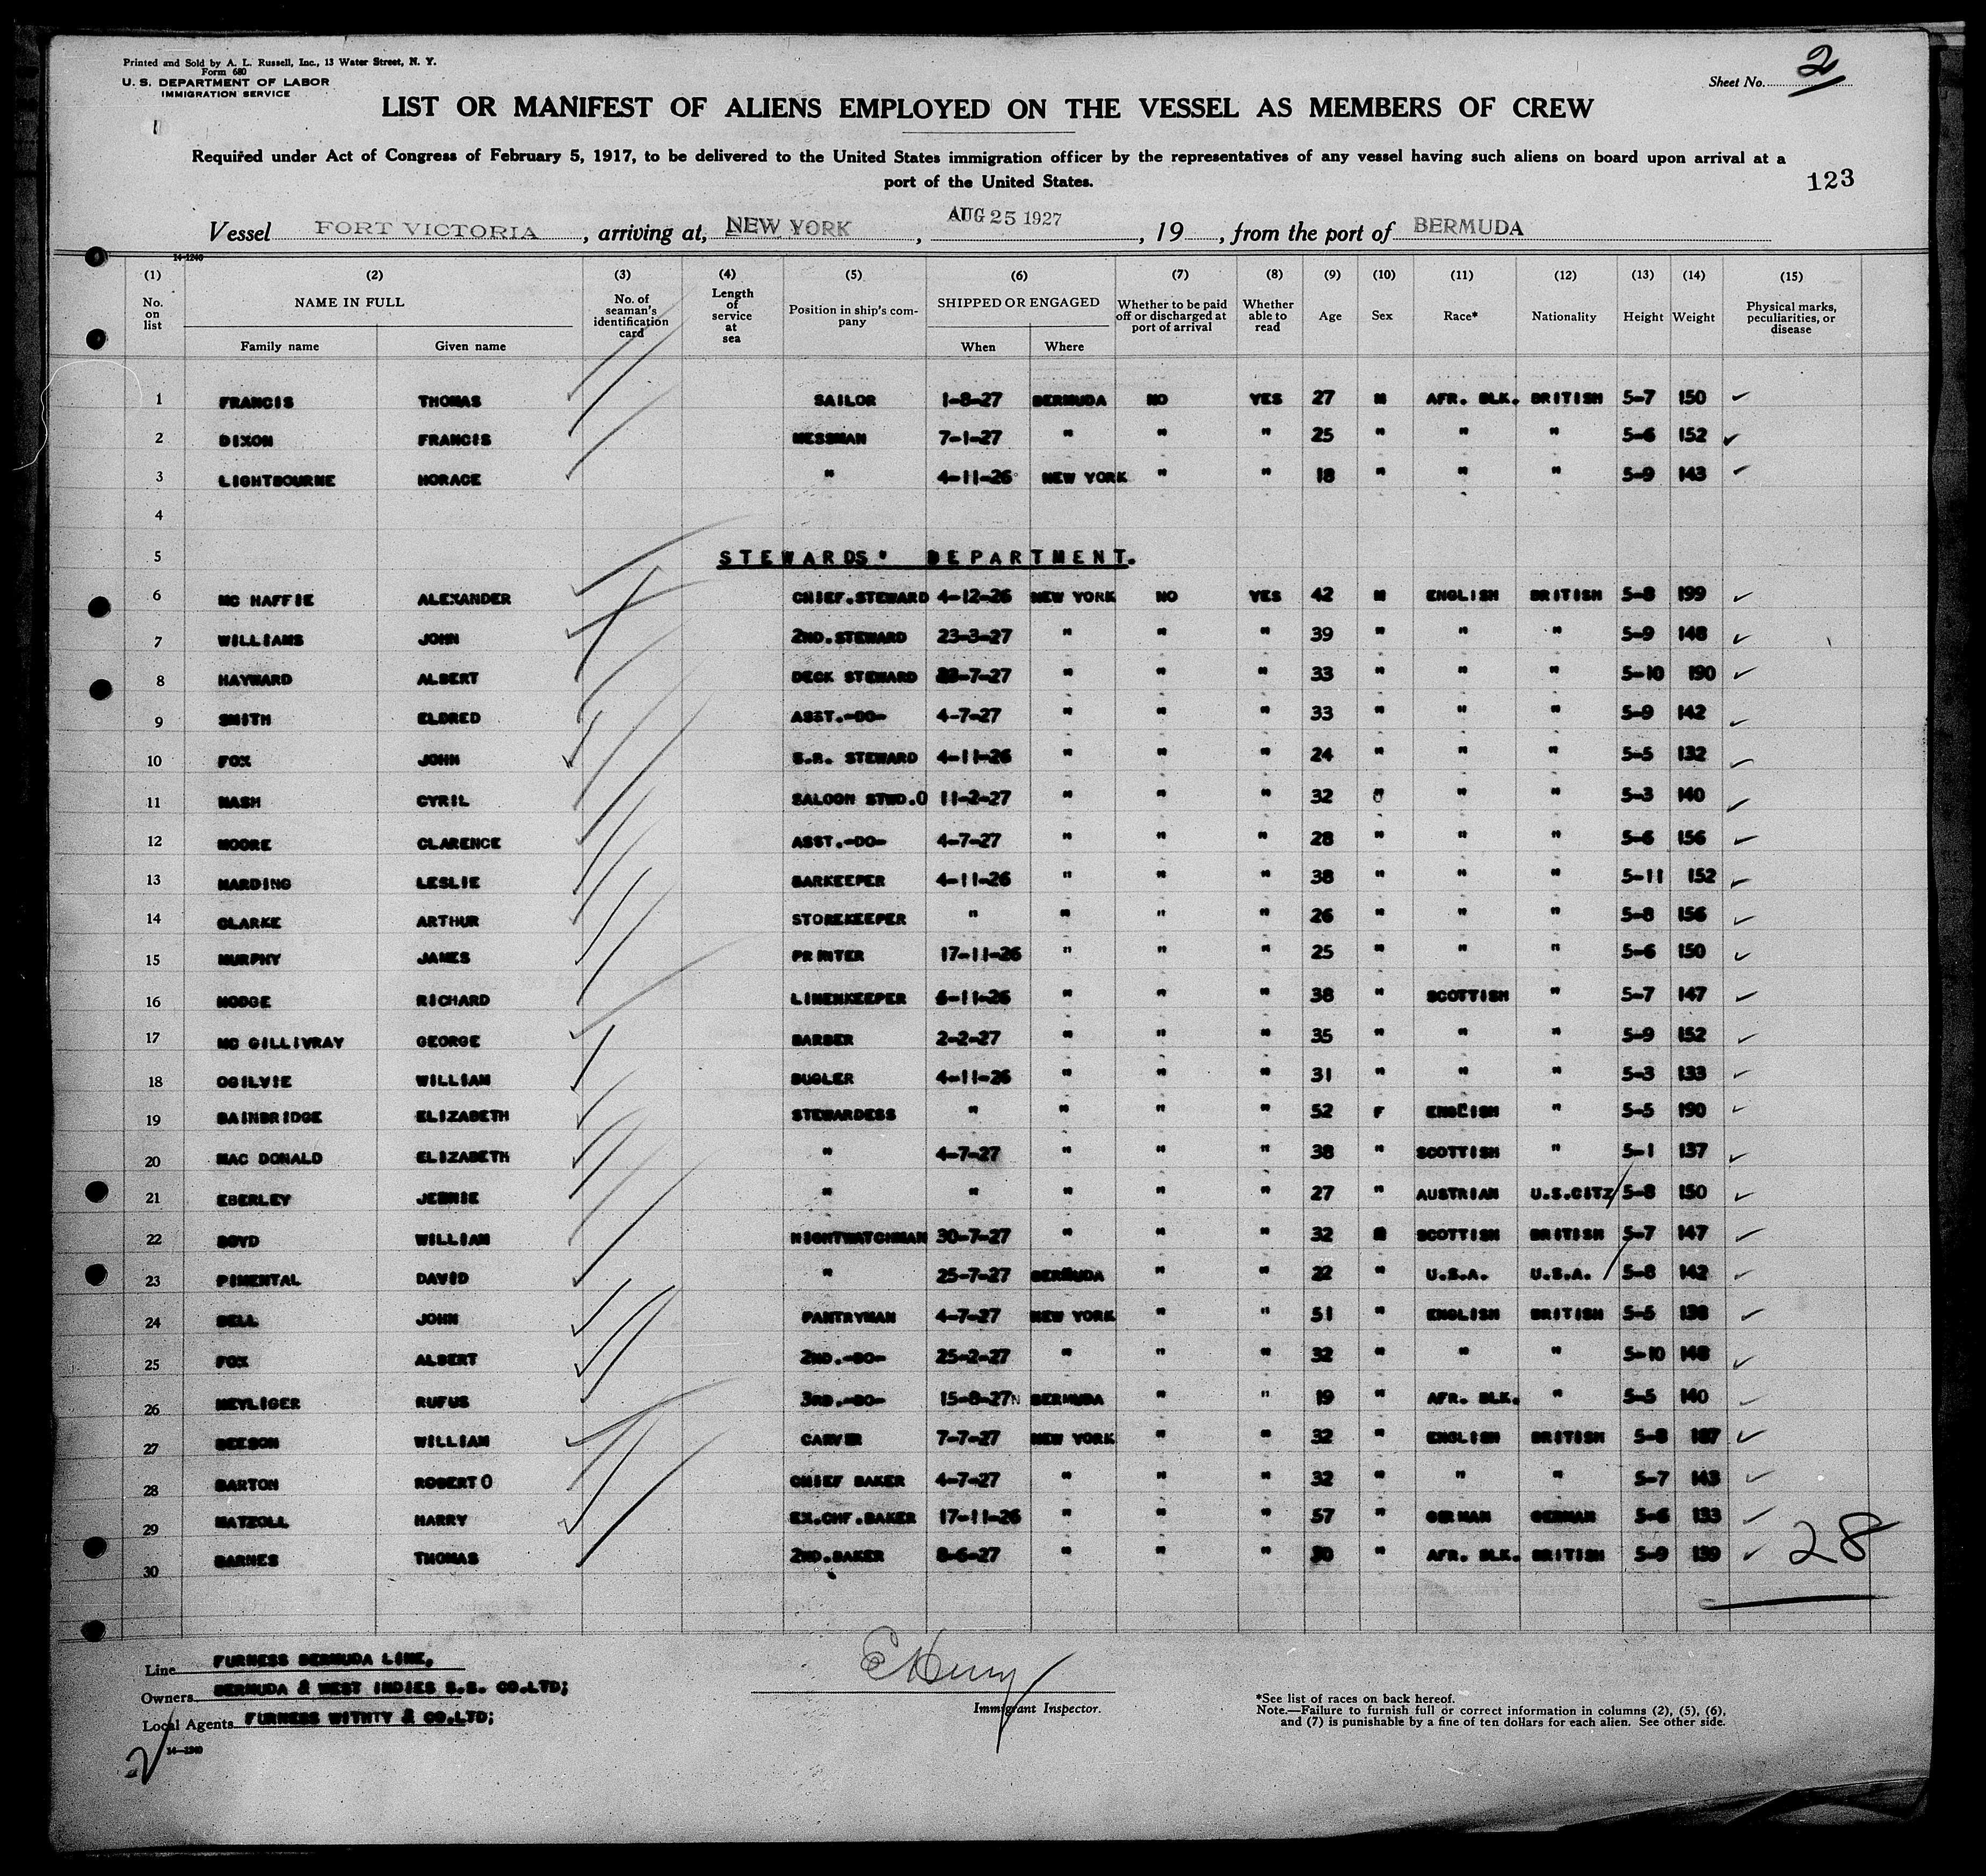 Printed and Sold by A. L. Russell, Inc., 13 Water Street, N. Y.
Form 680
U. S. DEPARTMENT OF LABOR
IMMIGRATION SERVICE
Sheet No. 2
LIST OR MANIFEST OF ALIENS EMPLOYED ON THE VESSEL AS MEMBERS OF CREW
Required under Act of Congress of February 5, 1917, to be delivered to the United States immigration officer by the representatives of any vessel having such aliens on board upon arrival at a
port of the United States.
123
Vessel FORT VICTORIA, arriving at, NEW YORK, AUG 25 1927, 19 , from the port of BERMUDA
14-1240
(1) (2) (3) (4) (5) (6) (7) (8) (9) (10) (11) (12) (13) (14) (15)
No. on list NAME IN FULL No. of seaman's identification card Length of service at sea Position in ship's company SHIPPED OR ENGAGED Whether to be paid off or discharged at port of arrival Whether able to read Age Sex Race* Nationality Height Weight Physical marks, peculiarities, or disease
Family name Given name When Where
1 FRANCIS THOMAS SAILOR 1-8-27 BERMUDA NO YES 27 M AFR. BLK. BRITISH 5-7 150
2 DIXON FRANCIS MESSMAN 7-1-27 " " " 25 " " " 5-6 152
3 LIGHTBOURNE HORACE " 4-11-26 NEW YORK " " 18 " " " 5-9 143
4
5 STEWARDS" DEPARTMENT.
6 MC HAFFIE ALEXANDER CHIEF.STEWARD 4-12-26 NEW YORK NO YES 42 M ENGLISH BRITISH 5-8 199
7 WILLIAMS JOHN 2ND.STEWARD 23-3-27 " " " 39 " " " 5-9 148
8 HAYWARD ALBERT DECK STEWARD -7-27 " " " 33 " " " 5-10 190
9 SMITH ELDRED ASST.-DO- 4-7-27 " " " 33 " " " 5-9 142
10 FOX JOHN S.R. STEWARD 4-11-26 " " " 24 " " " 5-5 132
11 NASH CYRIL SALOON STWD.O 11-2-27 " " " 32 " " " 5-3 140
12 MOORE CLARENCE ASST.-DO- 4-7-27 " " " 28 " " " 5-6 156
13 HARDING LESLIE BARKEEPER 4-11-26 " " " 38 " " " 5-11 152
14 CLARKE ARTHUR STOREKEEPER " " " " 26 " " " 5-8 156
15 MURPHY JAMES PRINTER 17-11-26 " " " 25 " " " 5-6 150
16 HODGE RICHARD LINENKEEPER 6-11-26 " " " 38 " SCOTTISH " 5-7 147
17 MC GILLIVRAY GEORGE BARBER 2-2-27 " " " 35 " " " 5-9 152
18 OGILVIE WILLIAM BUGLER 4-11-26 " " " 31 " " " 5-3 133
19 BAINBRIDGE ELIZABETH STEWARDESS " " " " 52 F ENGLISH " 5-5 190
20 MAC DONALD ELIZABETH " 4-7-27 " " " 38 " SCOTTISH " 5-1 137
21 EBERLEY JENNIE " " " " " 27 " AUSTRIAN U.S.CITZ 5-8 150
22 BOYD WILLIAM NIGHTWATCHMAN 30-7-27 " " " 32 M SCOTTISH BRITISH 5-7 147
23 PIMENTAL DAVID " 25-7-27 BERMUDA " " 22 " U.S.A. U.S.A. 5-8 142
24 BELL JOHN PANTRYMAN 4-7-27 NEW YORK " " 51 " ENGLISH BRITISH 5-5 138
25 FOX ALBERT 2ND.-DO- 25-2-27 " " " 32 " " " 5-10 148
26 MEYLIGER RUFUS 3RD.-DO- 15-8-27 BERMUDA " " 19 " AFR. BLK. " 5-5 140
27 BEESON WILLIAM CARVER 7-7-27 NEW YORK " " 32 " ENGLISH BRITISH 5-8 187
28 BARTON ROBERT O CHIEF BAKER 4-7-27 " " " 32 " " " 5-7 143
29 MATZOLL HARRY EX.CHF.BAKER 17-11-26 " " " 57 " GERMAN GERMAN 5-6 133
30 BARNES THOMAS 2ND.BAKER 8-6-27 " " " 30 " AFR. BLK. BRITISH 5-9 139
28
Line FURNESS BERMUDA LINE,
Owners BERMUDA & WEST INDIES S.S. CO.LTD;
Local Agents FURNESS WITHTY & CO.LTD;
14-1240
Immigrant Inspector.
*See list of races on back hereof.
Note.—Failure to furnish full or correct information in columns (2), (5), (6),
and (7) is punishable by a fine of ten dollars for each alien. See other side.